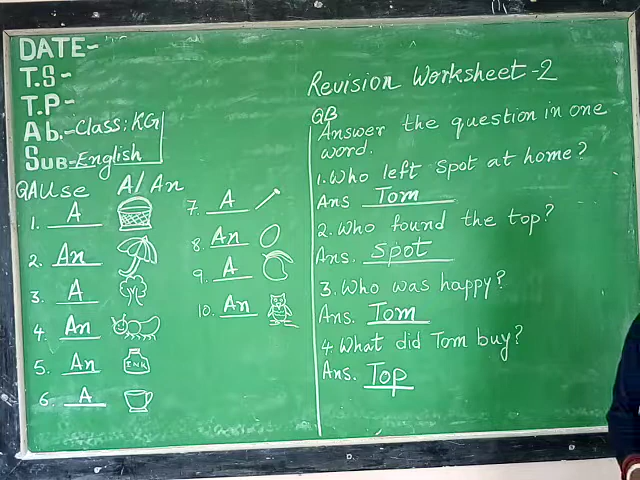 DATE-
T.S-
T.P-
Ab.- Class: KG
SUB-English
QA Use A/An
1. A
2. An
3. A
4. An
5. An
INK
6. A
7. A
8. An
9. A
10. An
Revision Worksheet-2
QB
Answer the question in one
word.
1. Who left Spot at home?
Ans Tom
2. Who found the top?
Ans. Spot
3. Who was happy?
Ans. Tom
4. What did Tom buy?
Ans. Top